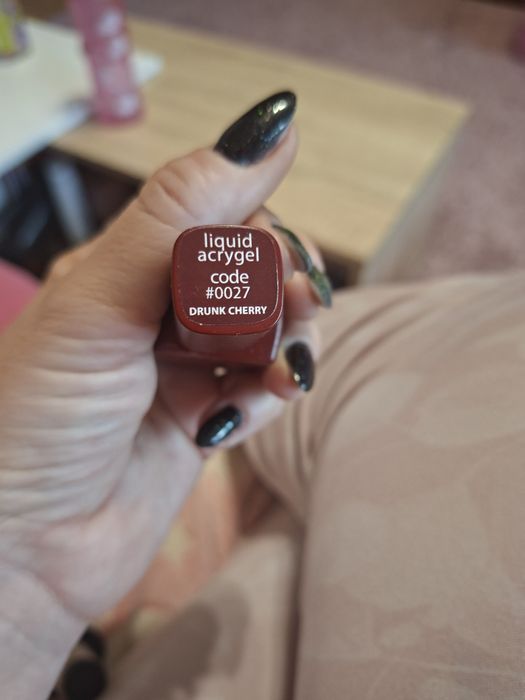 liquid
acrygel
code
#0027
DRUNK CHERRY